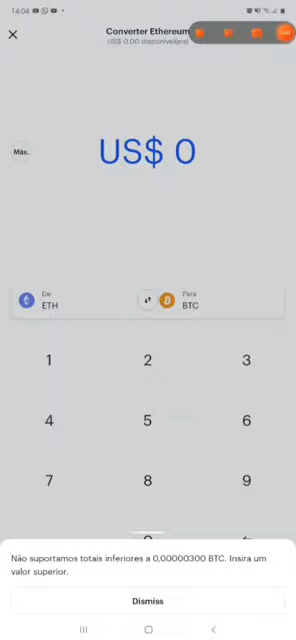 14:04
Converter Ethereum
US$ 0.00 disponível(eis)
US$ 0
Máx.
De
ETH
Para
BTC
1 2 3
4 5 6
7 8 9
Não suportamos totais inferiores a 0,00000300 BTC. Insira um
valor superior.
Dismiss